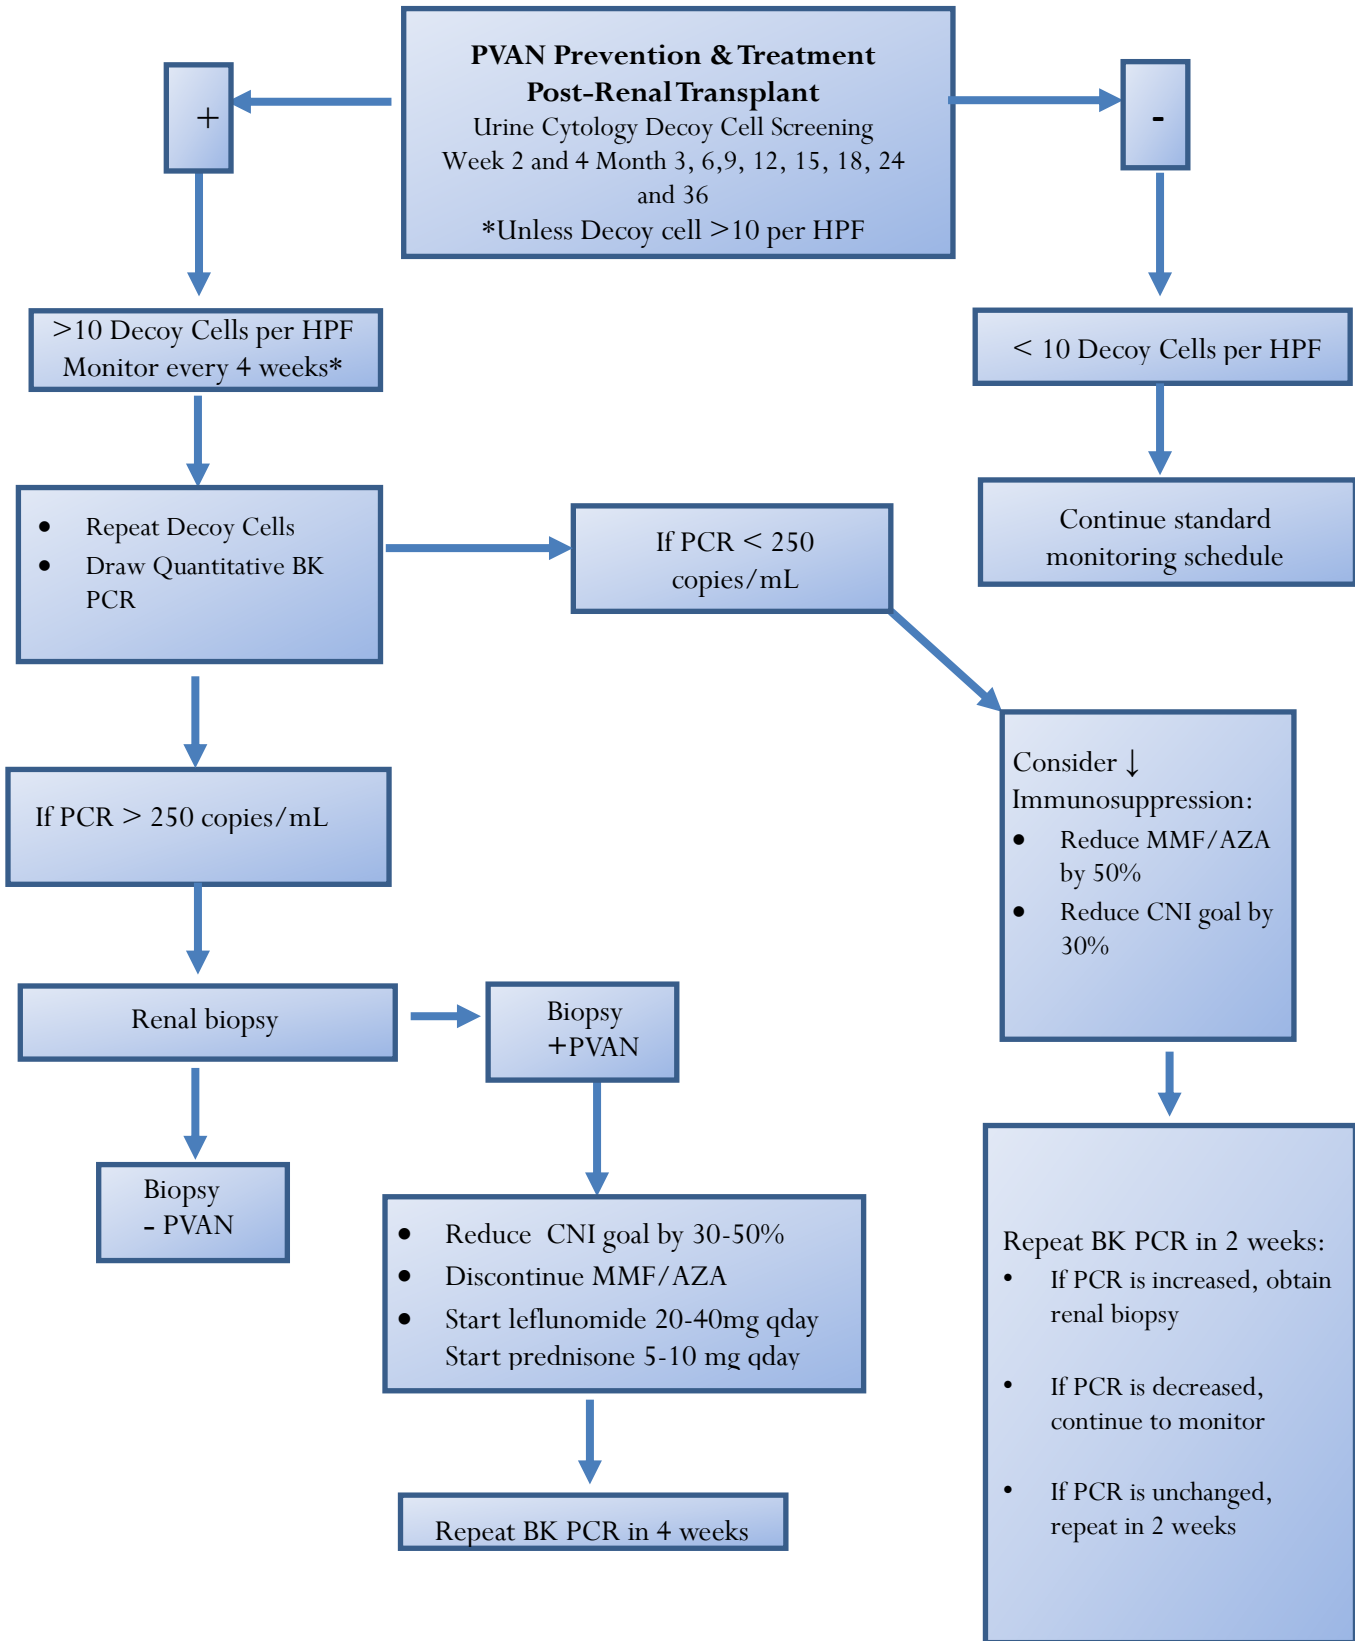 PVAN Prevention & Treatment
Post-Renal Transplant
Urine Cytology Decoy Cell Screening
Week 2 and 4 Month 3, 6,9, 12, 15, 18, 24
and 36
*Unless Decoy cell >10 per HPF
+
-
>10 Decoy Cells per HPF
Monitor every 4 weeks*
< 10 Decoy Cells per HPF
• Repeat Decoy Cells
• Draw Quantitative BK
PCR
If PCR < 250
copies/mL
Continue standard
monitoring schedule
If PCR > 250 copies/mL
Consider ↓
Immunosuppression:
• Reduce MMF/AZA
by 50%
• Reduce CNI goal by
30%
Renal biopsy
Biopsy
+PVAN
Biopsy
- PVAN
• Reduce CNI goal by 30-50%
• Discontinue MMF/AZA
• Start leflunomide 20-40mg qday
Start prednisone 5-10 mg qday
Repeat BK PCR in 4 weeks
Repeat BK PCR in 2 weeks:
• If PCR is increased, obtain
renal biopsy
• If PCR is decreased,
continue to monitor
• If PCR is unchanged,
repeat in 2 weeks